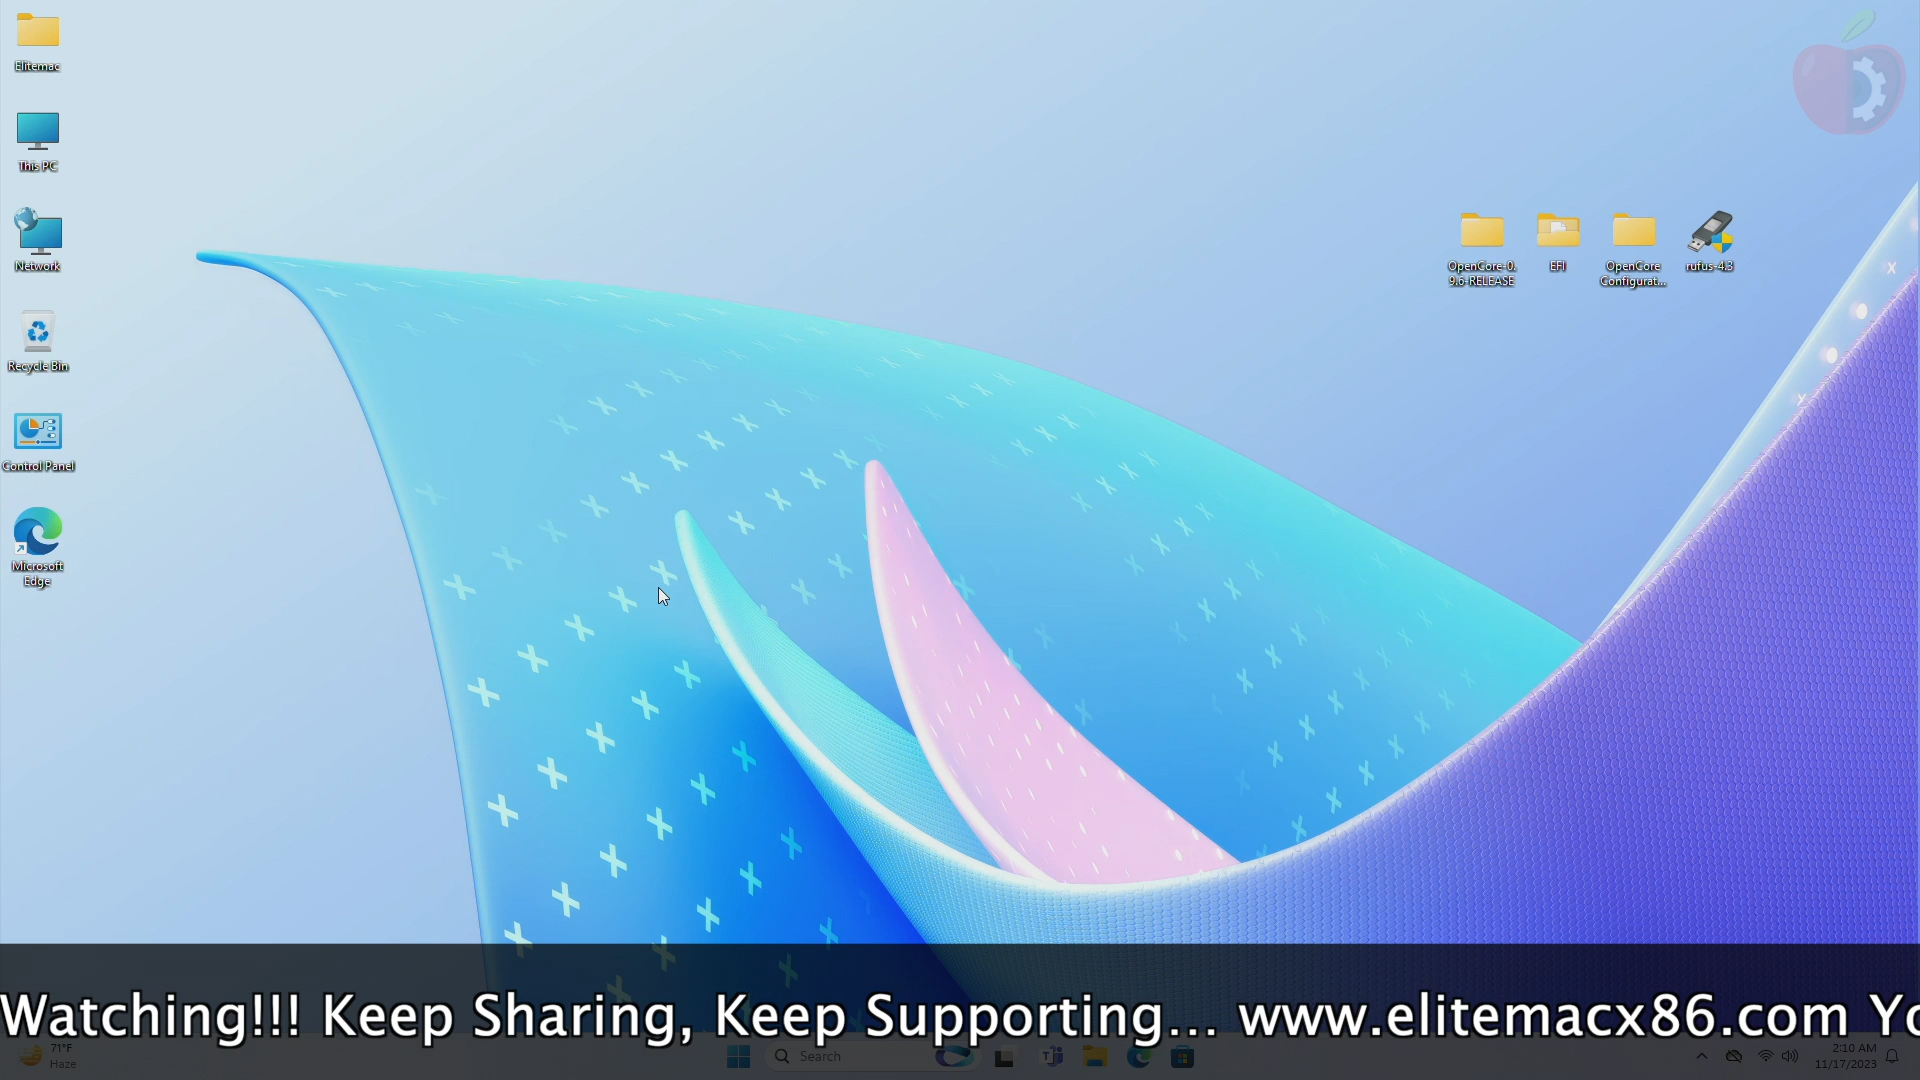 Elitemac
This PC
Network
Recycle Bin
Control Panel
Microsoft
Edge
OpenCore-0.
9.6-RELEASE
EFI
OpenCore
Configurat...
rufus-4.3
Watching!!! Keep Sharing, Keep Supporting... www.elitemacx86.com Yo
71°F
Haze
Search
2:10 AM
11/17/2023